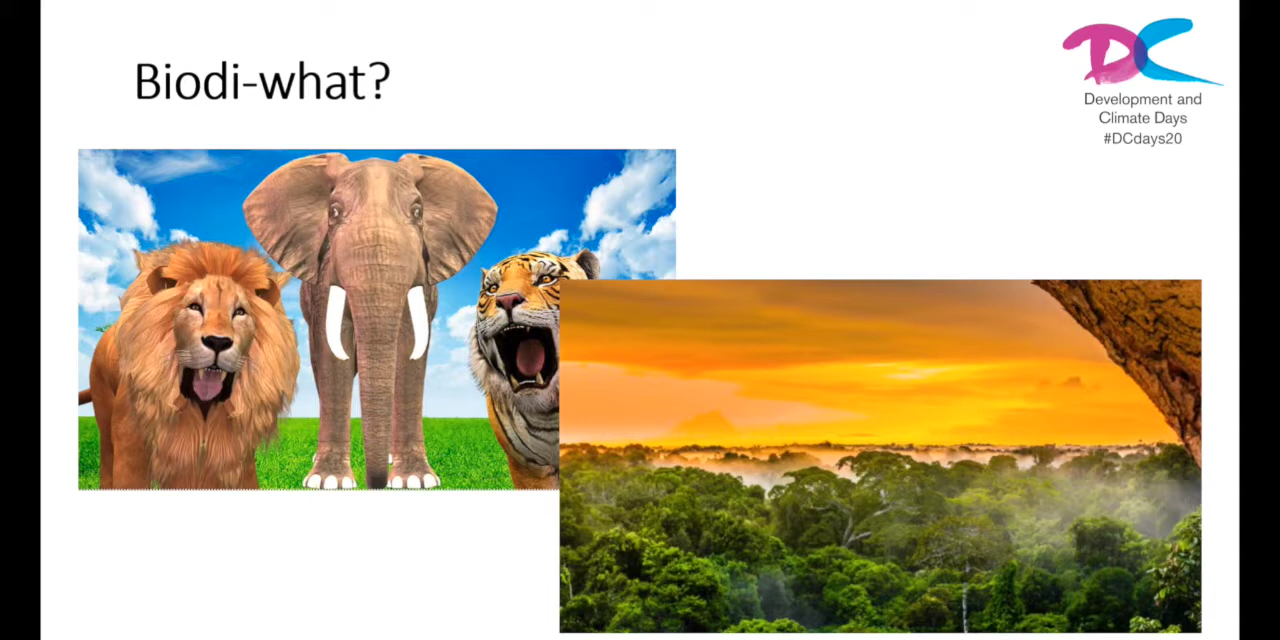 Biodi-what?
DC
Development and
Climate Days
#DCdays20